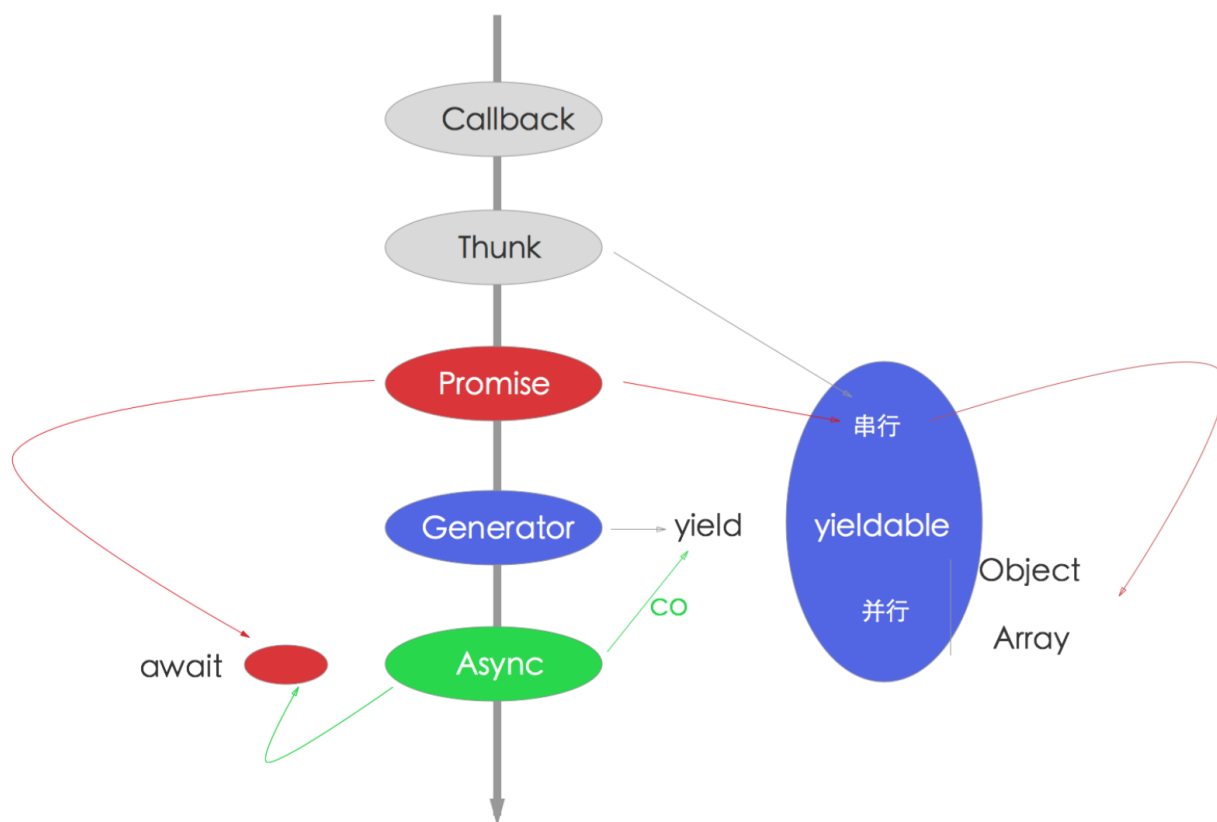 Callback
Thunk
Promise
串行
Generator
yield
yieldable
Object
co
并行
Array
await
Async